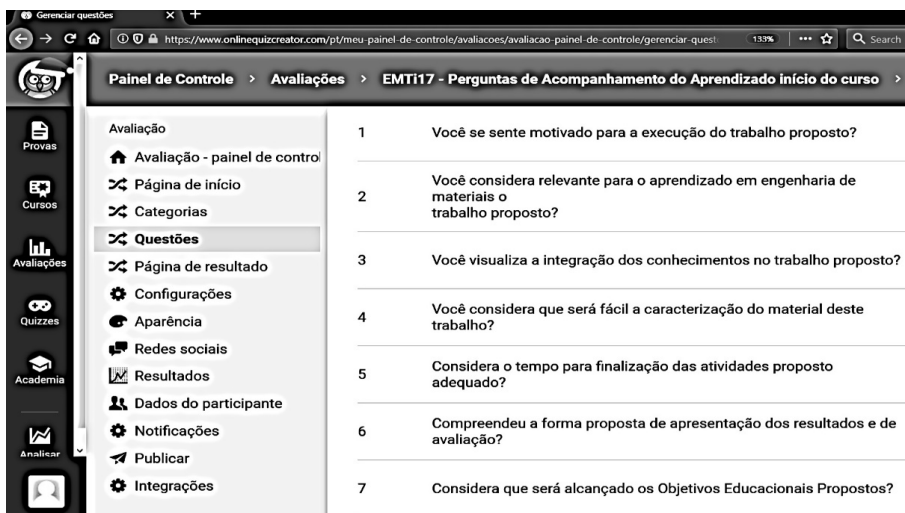 Gerenciar questões
https://www.onlinequizcreator.com/pt/meu-painel-de-controle/avaliacoes/avaliacao-painel-de-controle/gerenciar-quest
133%
Search
Painel de Controle > Avaliações > EMTi17 - Perguntas de Acompanhamento do Aprendizado início do curso >
Provas
Cursos
Avaliações
Quizzes
Academia
Analisar
Avaliação
Avaliação - painel de control
Página de início
Categorias
Questões
Página de resultado
Configurações
Aparência
Redes sociais
Resultados
Dados do participante
Notificações
Publicar
Integrações
1 Você se sente motivado para a execução do trabalho proposto?
2 Você considera relevante para o aprendizado em engenharia de
materiais o
trabalho proposto?
3 Você visualiza a integração dos conhecimentos no trabalho proposto?
4 Você considera que será fácil a caracterização do material deste
trabalho?
5 Considera o tempo para finalização das atividades proposto
adequado?
6 Compreendeu a forma proposta de apresentação dos resultados e de
avaliação?
7 Considera que será alcançado os Objetivos Educacionais Propostos?